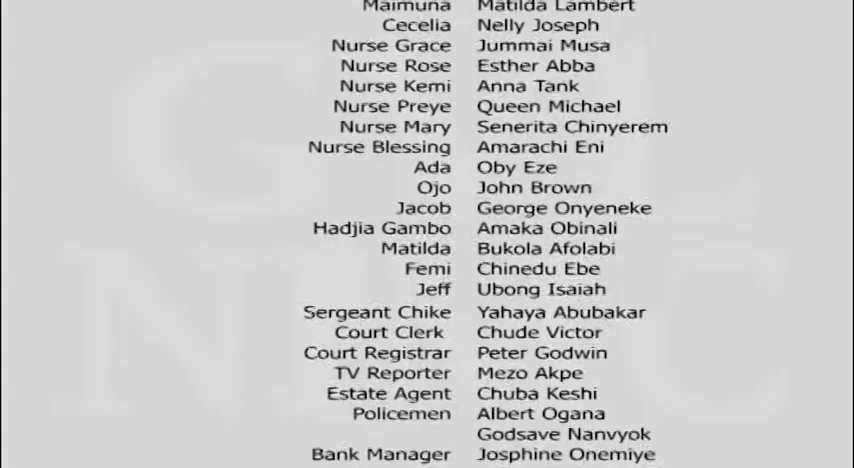 Maimuna Matilda Lambert
Cecelia Nelly Joseph
Nurse Grace Jummai Musa
Nurse Rose Esther Abba
Nurse Kemi Anna Tank
Nurse Preye Queen Michael
Nurse Mary Senerita Chinyerem
Nurse Blessing Amarachi Eni
Ada Oby Eze
Ojo John Brown
Jacob George Onyeneke
Hadjia Gambo Amaka Obinali
Matilda Bukola Afolabi
Femi Chinedu Ebe
Jeff Ubong Isaiah
Sergeant Chike Yahaya Abubakar
Court Clerk Chude Victor
Court Registrar Peter Godwin
TV Reporter Mezo Akpe
Estate Agent Chuba Keshi
Policemen Albert Ogana
Godsave Nanvyok
Bank Manager Josphine Onemiye